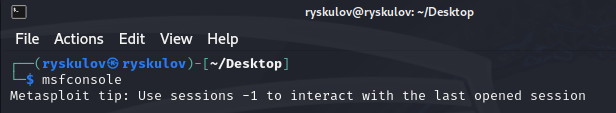 ryskulov@ryskulov: ~/Desktop
File Actions Edit View Help
┌──(ryskulov㉿ryskulov)-[~/Desktop]
└─$ msfconsole
Metasploit tip: Use sessions -1 to interact with the last opened session